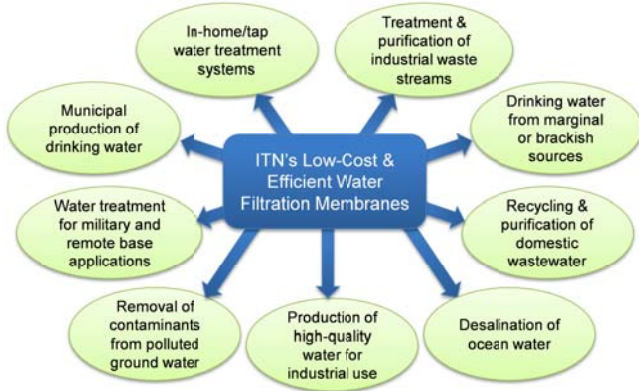 In-home/tap
water treatment
systems
Treatment &
purification of
industrial waste
streams
Municipal
production of
drinking water
Drinking water
from marginal
or brackish
sources
ITN's Low-Cost &
Efficient Water
Filtration Membranes
Water treatment
for military and
remote base
applications
Recycling &
purification of
domestic
wastewater
Removal of
contaminants
from polluted
ground water
Production of
high-quality
water for
industrial use
Desalination of
ocean water